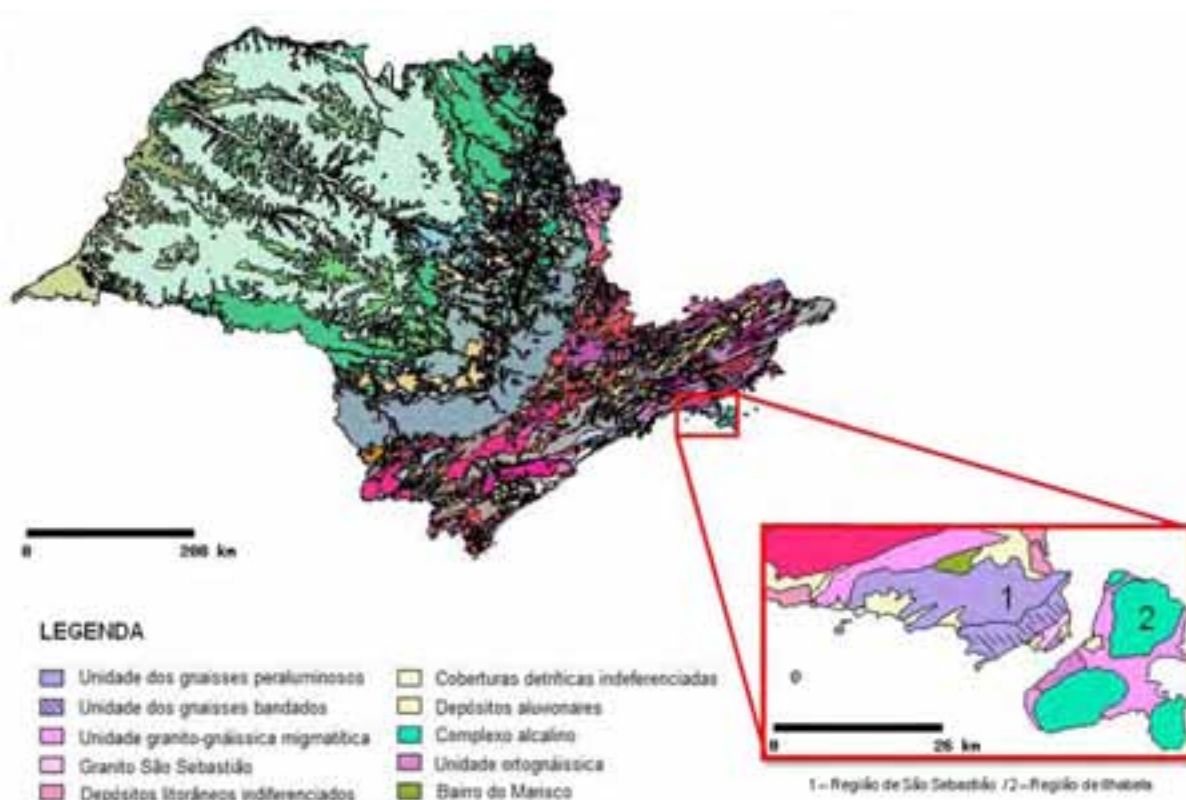 0 200 km
1
2
0 26 km
LEGENDA
Unidade dos gnaisses peraluminosos
Unidade dos gnaisses bandados
Unidade granito-gnáissica migmatítica
Granito São Sebastião
Depósitos litorâneos indiferenciados
Coberturas detríticas indeferenciadas
Depósitos aluvionares
Complexo alcalino
Unidade ortognáissica
Bairro do Marisco
1 - Região de São Sebastião / 2 - Região de Ilhabela